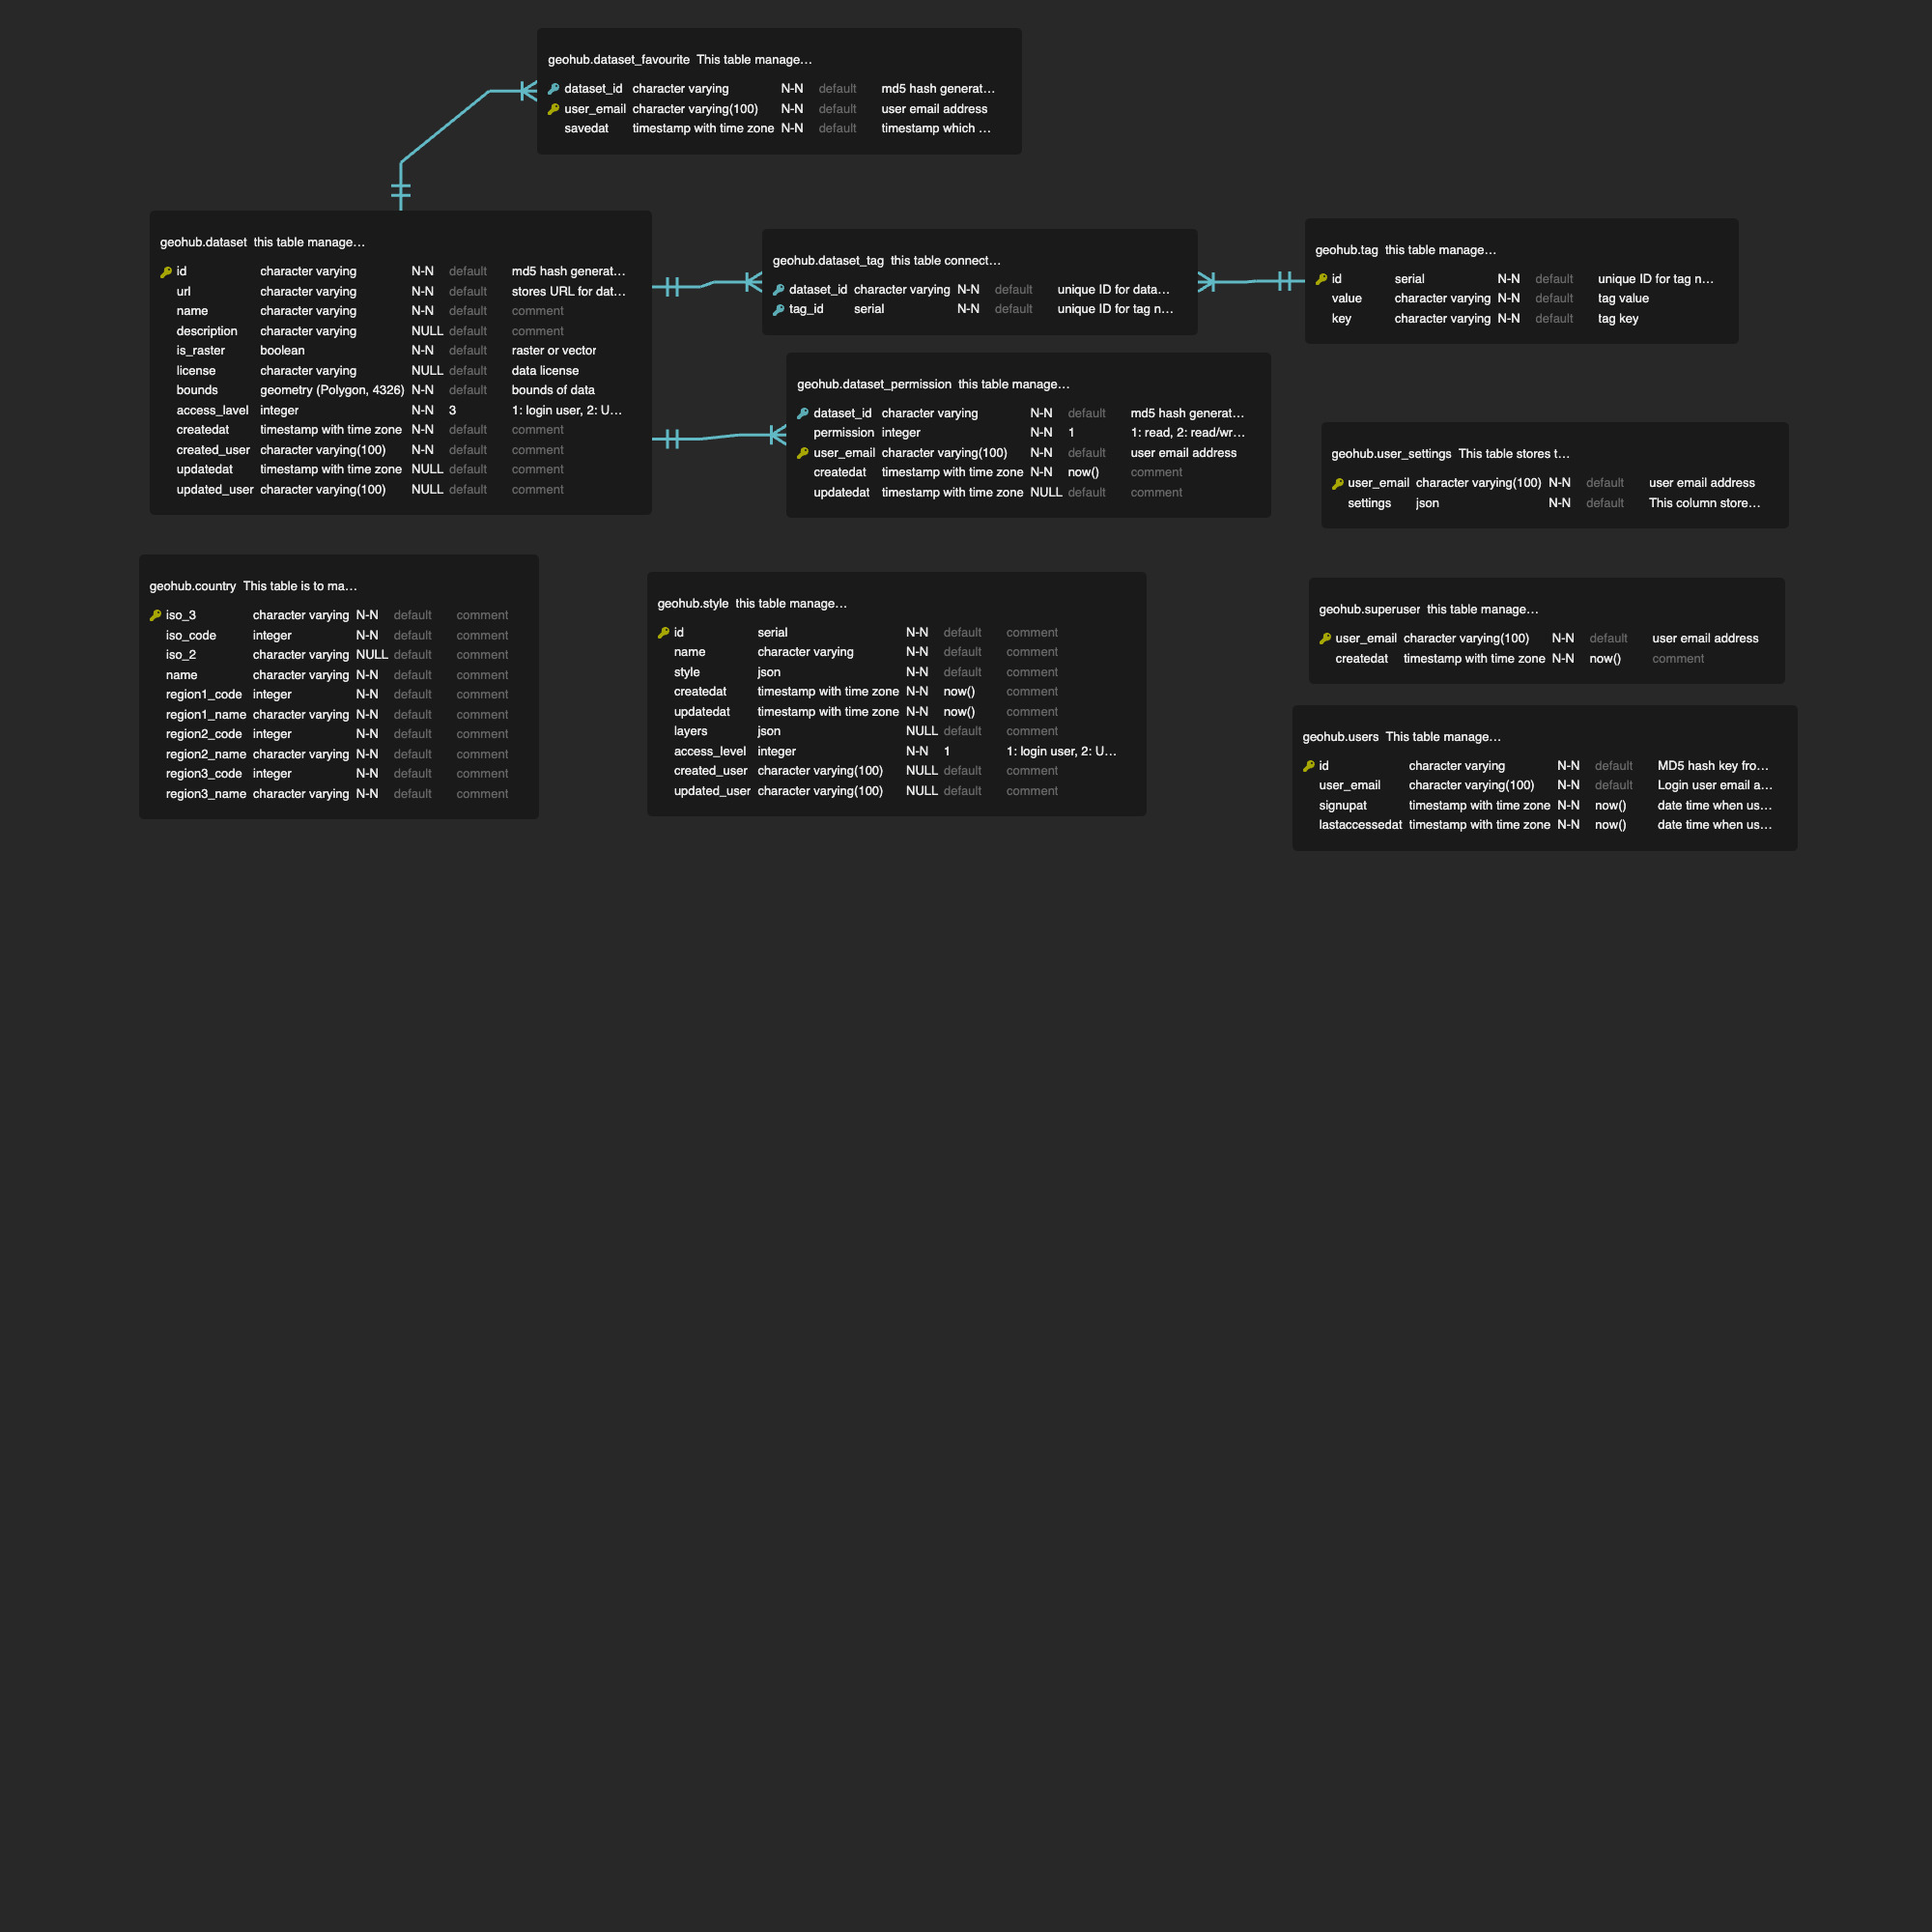 geohub.dataset_favourite This table manage…
dataset_id character varying N-N default md5 hash generat…
user_email character varying(100) N-N default user email address
savedat timestamp with time zone N-N default timestamp which …
geohub.dataset this table manage…
id character varying N-N default md5 hash generat…
url character varying N-N default stores URL for dat…
name character varying N-N default comment
description character varying NULL default comment
is_raster boolean N-N default raster or vector
license character varying NULL default data license
bounds geometry (Polygon, 4326) N-N default bounds of data
access_lavel integer N-N 3 1: login user, 2: U…
createdat timestamp with time zone N-N default comment
created_user character varying(100) N-N default comment
updatedat timestamp with time zone NULL default comment
updated_user character varying(100) NULL default comment
geohub.dataset_tag this table connect…
dataset_id character varying N-N default unique ID for data…
tag_id serial N-N default unique ID for tag n…
geohub.tag this table manage…
id serial N-N default unique ID for tag n…
value character varying N-N default tag value
key character varying N-N default tag key
geohub.dataset_permission this table manage…
dataset_id character varying N-N default md5 hash generat…
permission integer N-N 1 1: read, 2: read/wr…
user_email character varying(100) N-N default user email address
createdat timestamp with time zone N-N now() comment
updatedat timestamp with time zone NULL default comment
geohub.user_settings This table stores t…
user_email character varying(100) N-N default user email address
settings json N-N default This column store…
geohub.country This table is to ma…
iso_3 character varying N-N default comment
iso_code integer N-N default comment
iso_2 character varying NULL default comment
name character varying N-N default comment
region1_code integer N-N default comment
region1_name character varying N-N default comment
region2_code integer N-N default comment
region2_name character varying N-N default comment
region3_code integer N-N default comment
region3_name character varying N-N default comment
geohub.style this table manage…
id serial N-N default comment
name character varying N-N default comment
style json N-N default comment
createdat timestamp with time zone N-N now() comment
updatedat timestamp with time zone N-N now() comment
layers json NULL default comment
access_level integer N-N 1 1: login user, 2: U…
created_user character varying(100) NULL default comment
updated_user character varying(100) NULL default comment
geohub.superuser this table manage…
user_email character varying(100) N-N default user email address
createdat timestamp with time zone N-N now() comment
geohub.users This table manage…
id character varying N-N default MD5 hash key fro…
user_email character varying(100) N-N default Login user email a…
signupat timestamp with time zone N-N now() date time when us…
lastaccessedat timestamp with time zone N-N now() date time when us…